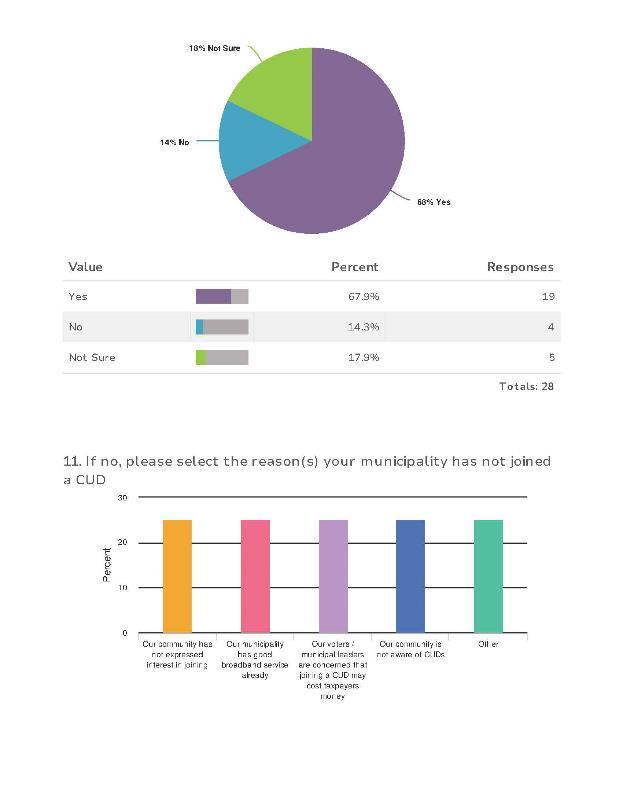 18% Not Sure
14% No
68% Yes
Value Percent Responses
Yes 67.9% 19
No 14.3% 4
Not Sure 17.9% 5
Totals: 28
11. If no, please select the reason(s) your municipality has not joined
a CUD
Percent
30
20
10
0
Our community has
not expressed
interest in joining
Our municipality
has good
broadband service
already
Our voters /
municipal leaders
are concerned that
joining a CUD may
cost taxpayers
money
Our community is
not aware of CUDs
Other